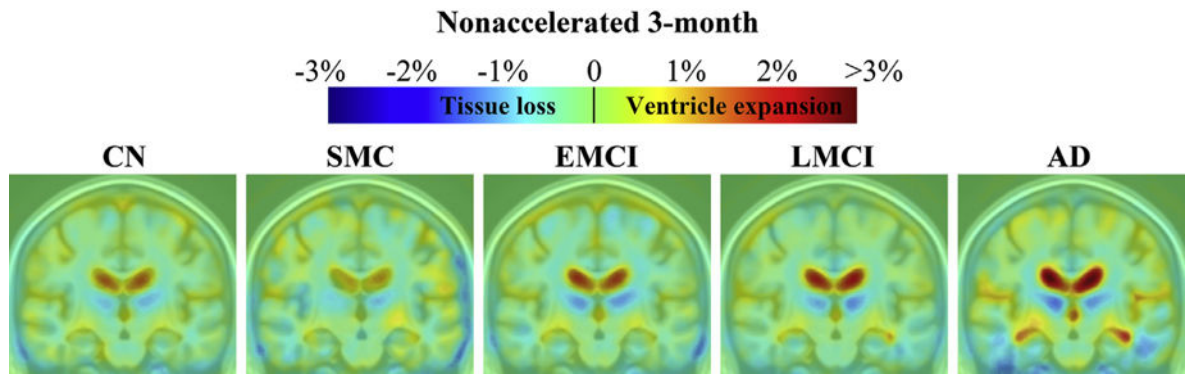 Nonaccelerated 3-month
-3% -2% -1% 0 1% 2% >3%
Tissue loss Ventricle expansion
CN SMC EMCI LMCI AD